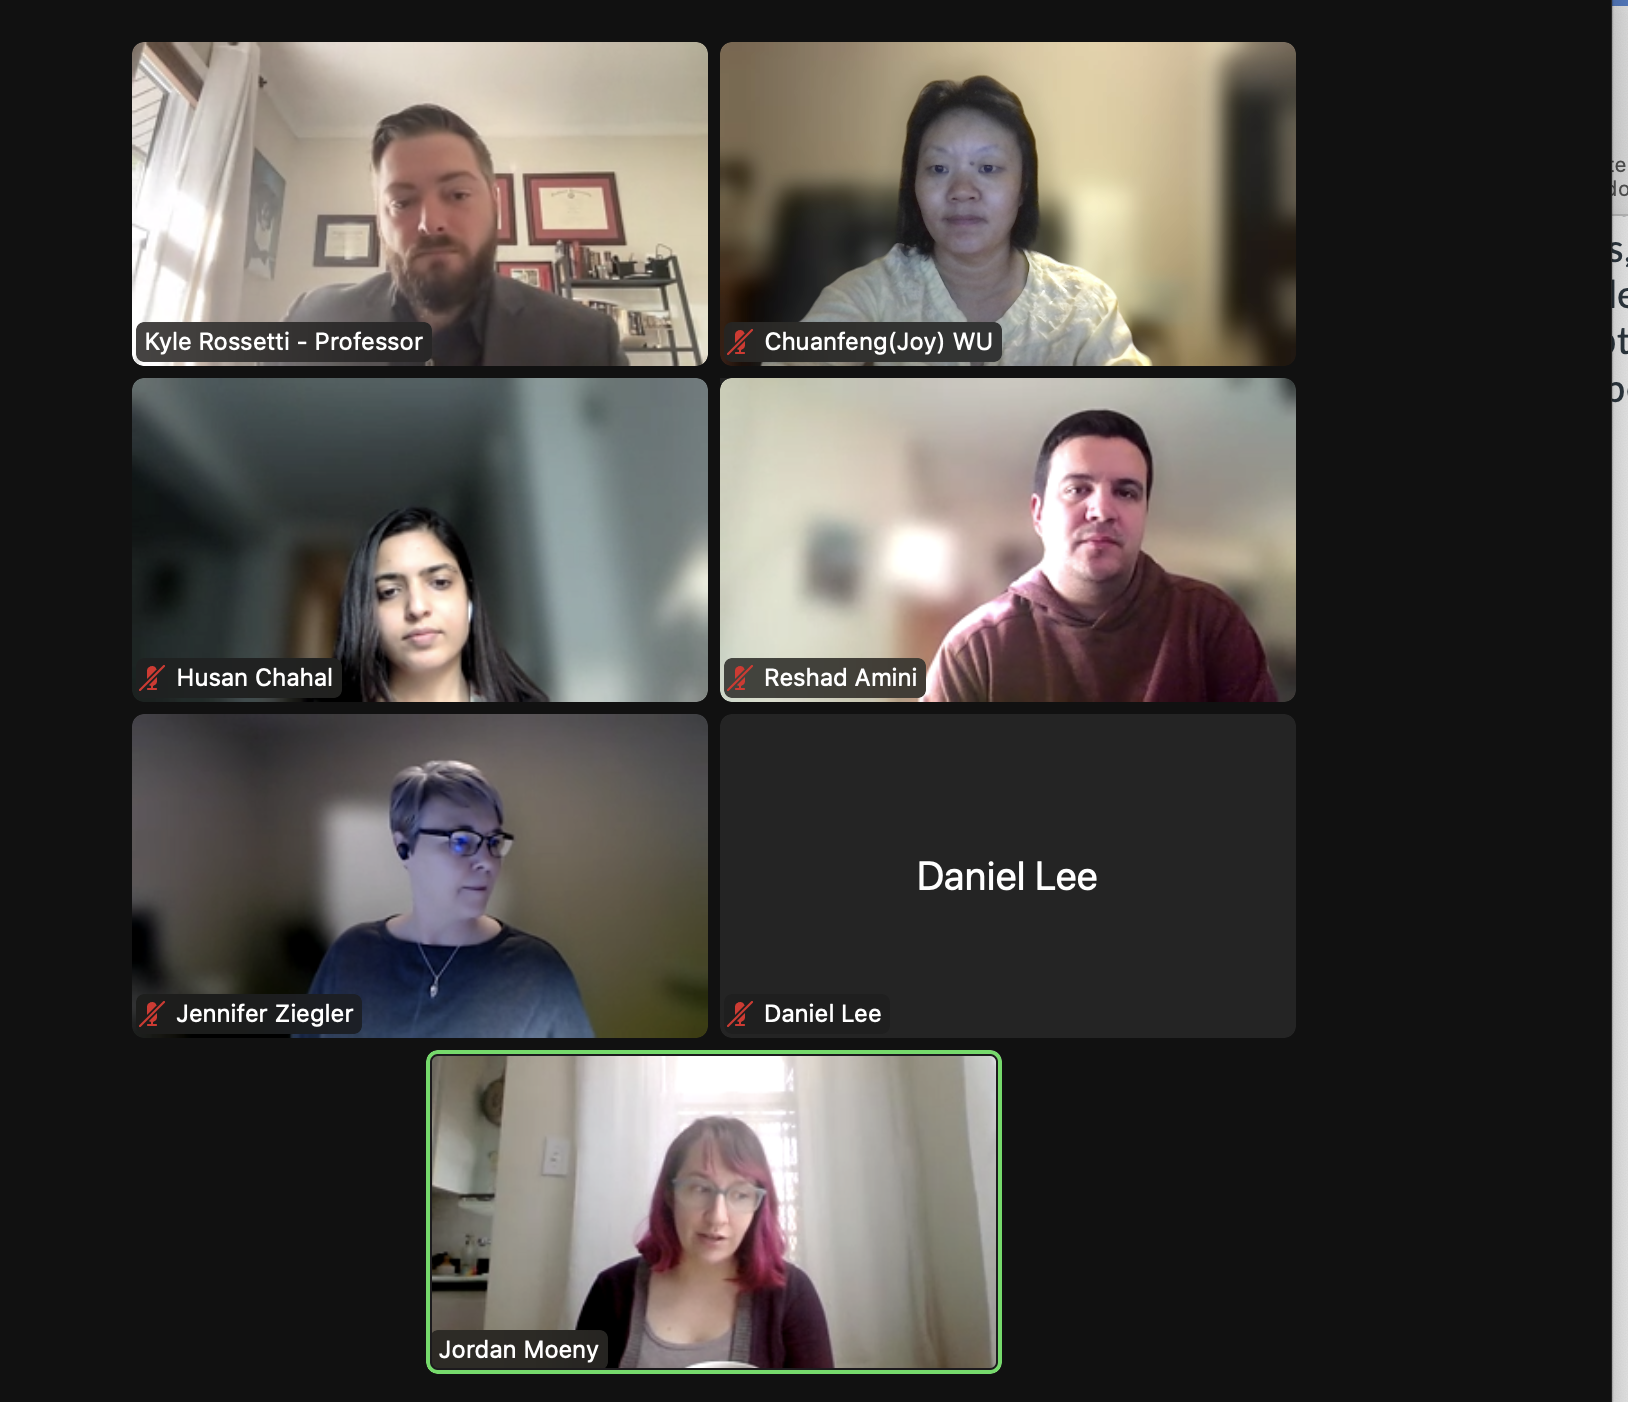 Kyle Rossetti - Professor
Chuanfeng(Joy) WU
Husan Chahal
Reshad Amini
Jennifer Ziegler
Daniel Lee
Daniel Lee
Jordan Moeny